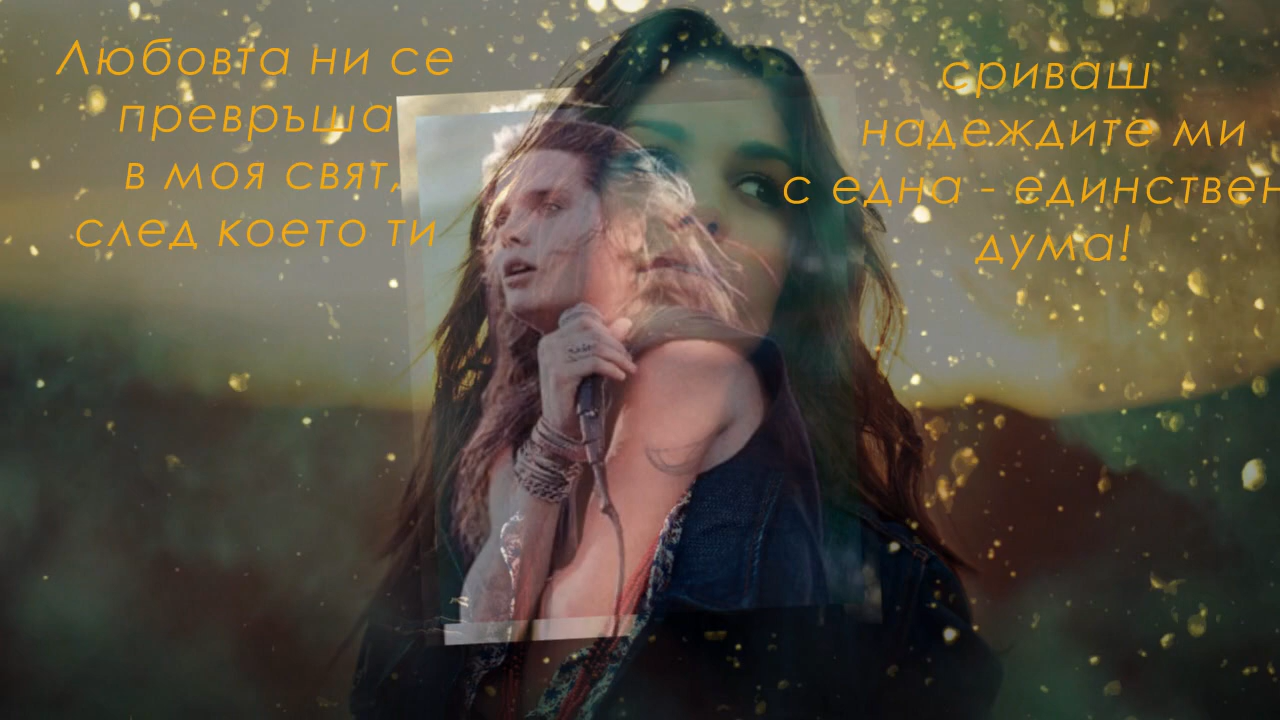 Любовта ни се
превръща
в моя свят,
след което ти
сриваш
надеждите ми
с една - единствен
дума!